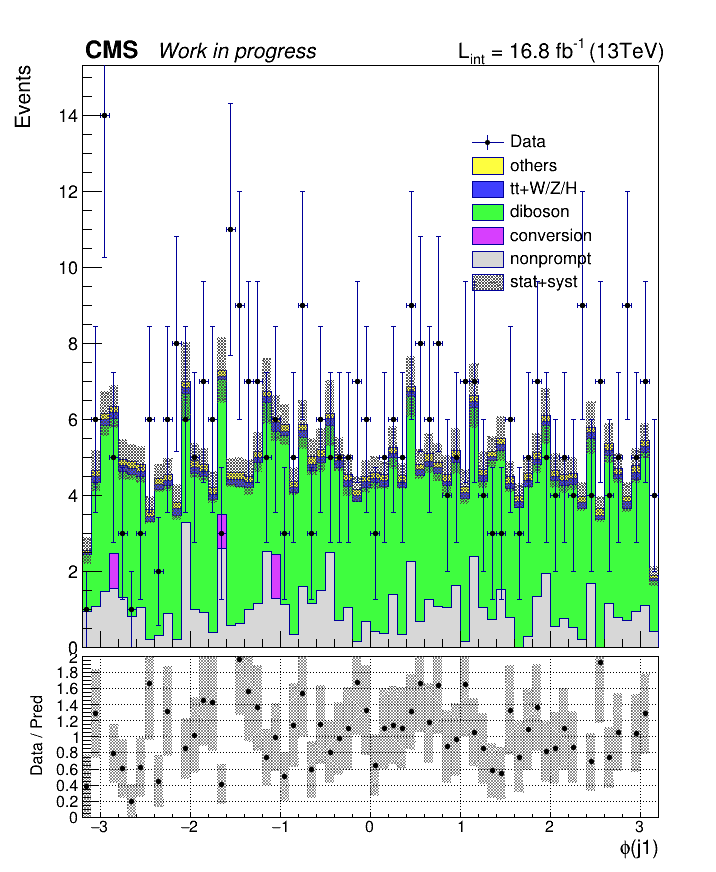 CMS Work in progress L_int = 16.8 fb^-1 (13TeV)
Events
14
12
10
8
6
4
2
0
Data
others
tt+W/Z/H
diboson
conversion
nonprompt
stat+syst
Data / Pred
2
1.8
1.6
1.4
1.2
1
0.8
0.6
0.4
0.2
0
−3 −2 −1 0 1 2 3
ϕ(j1)